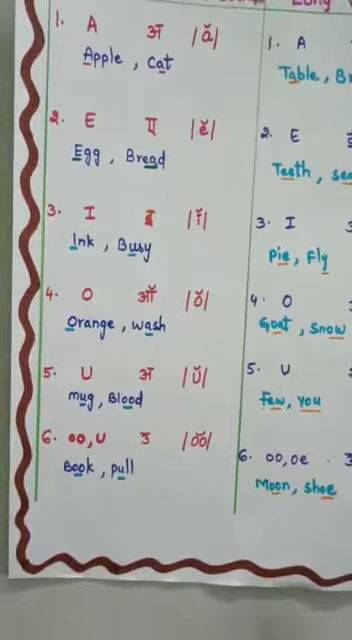 Long
1. A अ |ă|
Apple, Cat
2. E ऍ |ĕ|
Egg, Bread
3. I इ |ĭ|
Ink, Busy
4. O ऑ |ŏ|
Orange, wash
5. U अ |ŭ|
mug, Blood
6. oo, U उ |ŏŏ|
Book, pull
1. A
Table,
2. E
Teeth,
3. I
Pie, Fly
4. O
Goat, Snow
5. U
Few, you
6. oo, oe
Moon, Shoe